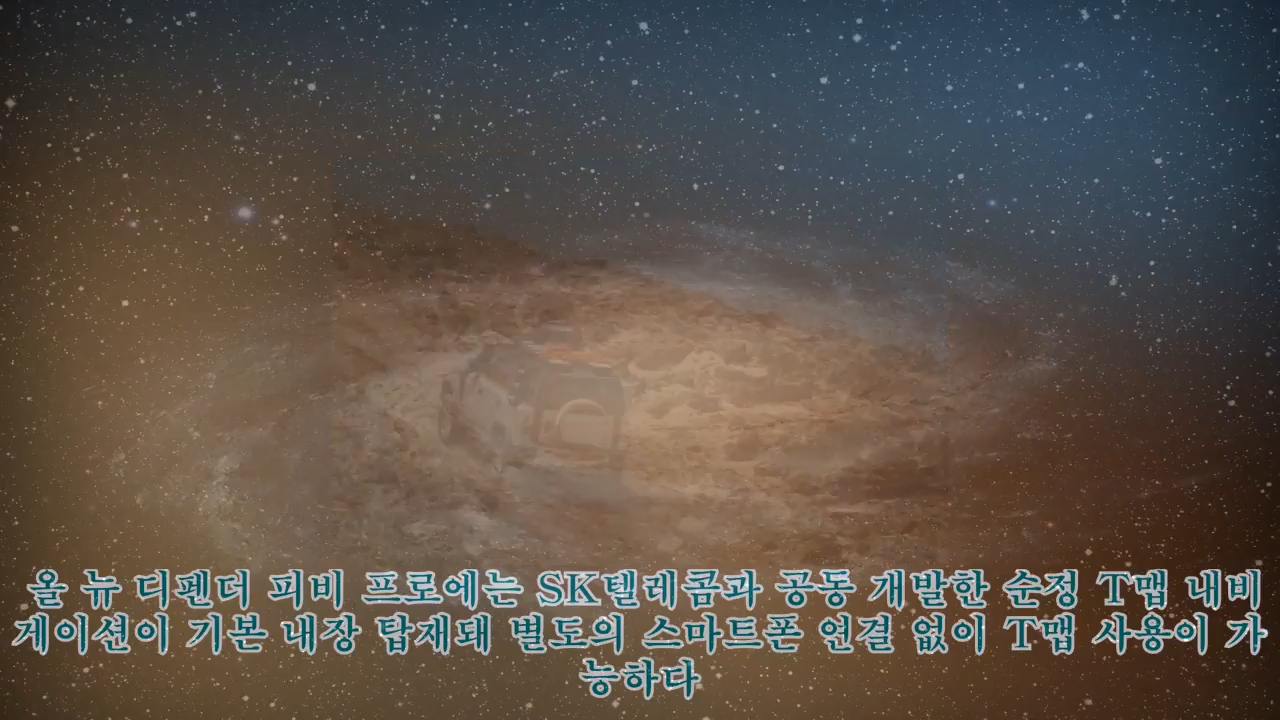 올 뉴 디펜더 피비 프로에는 SK텔레콤과 공동 개발한 순정 T맵 내비
게이션이 기본 내장 탑재돼 별도의 스마트폰 연결 없이 T맵 사용이 가
능하다